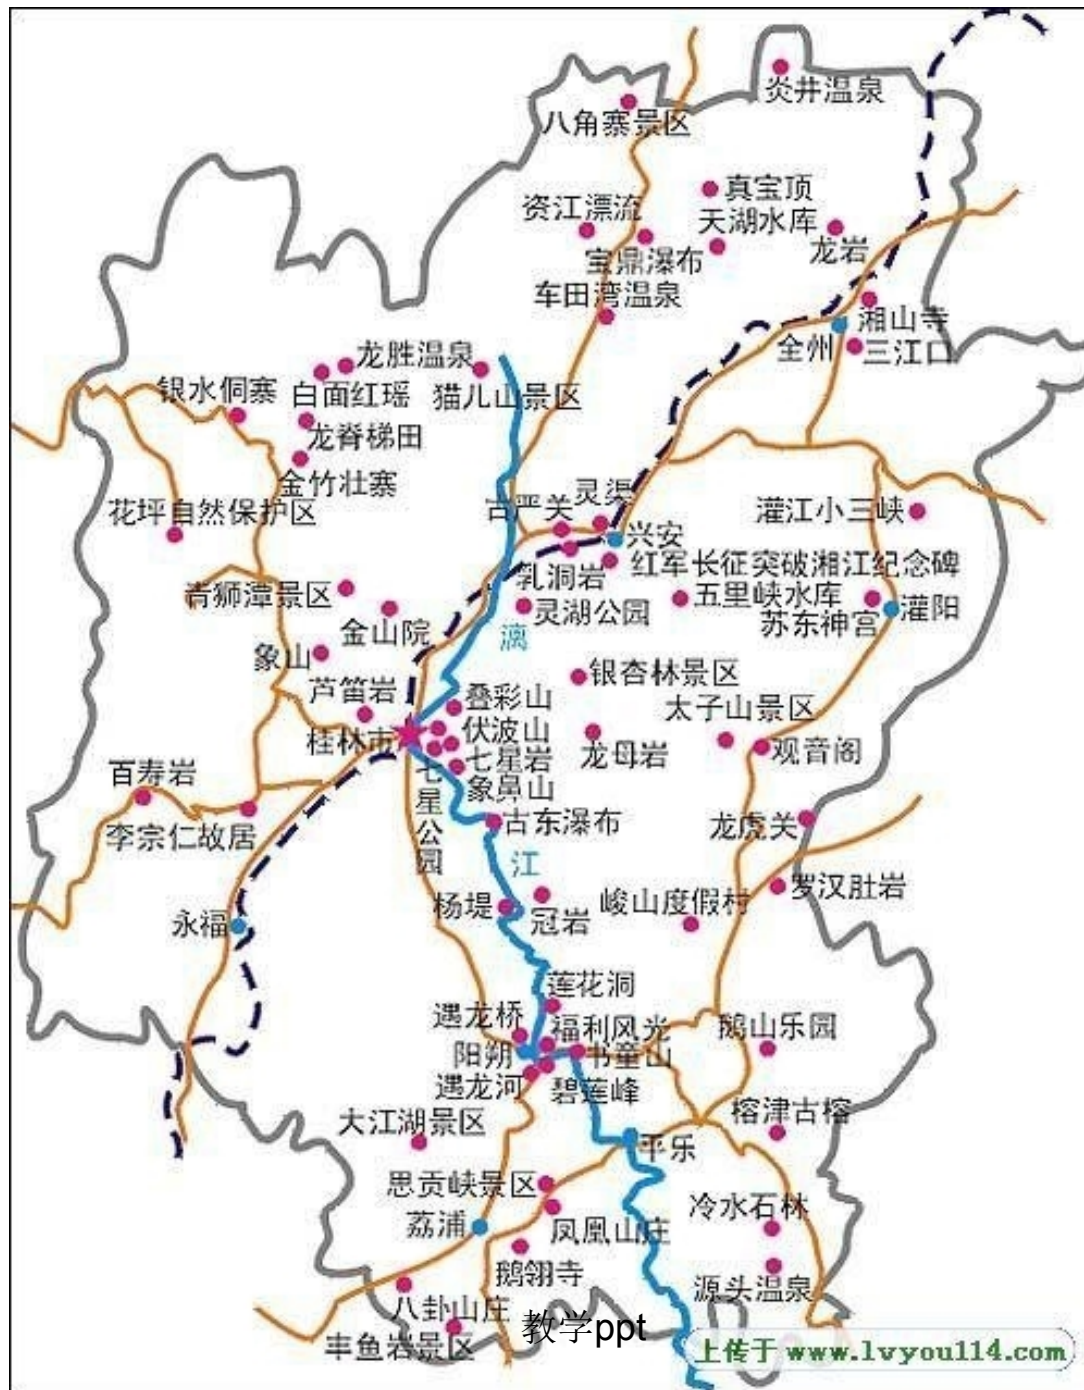 炎井温泉
八角寨景区
真宝顶
资江漂流
天湖水库
龙岩
宝鼎瀑布
车田湾温泉
湘山寺
全州
三江口
龙胜温泉
银水侗寨
白面红瑶
猫儿山景区
龙脊梯田
金竹壮寨
花坪自然保护区
古严关
灵渠
灌江小三峡
兴安
乳洞岩
红军长征突破湘江纪念碑
青狮潭景区
灵湖公园
五里峡水库
苏东神宫
灌阳
金山院
漓
象山
银杏林景区
芦笛岩
叠彩山
太子山景区
桂林市
伏波山
龙母岩
观音阁
七星岩
百寿岩
象鼻山
七星公园
李宗仁故居
古东瀑布
龙虎关
江
罗汉肚岩
杨堤
冠岩
峻山度假村
永福
莲花洞
遇龙桥
福利风光
鹅山乐园
阳朔
书童山
遇龙河
碧莲峰
大江湖景区
榕津古榕
平乐
思贡峡景区
冷水石林
荔浦
凤凰山庄
鹅翎寺
源头温泉
八卦山庄
教学ppt
丰鱼岩景区
上传于 www.lvyou114.com